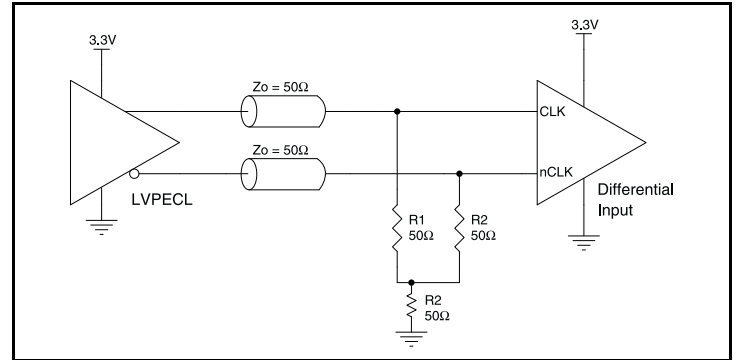 3.3V
3.3V
Zo = 50Ω
CLK
Zo = 50Ω
nCLK
LVPECL
Differential
Input
R1
50Ω
R2
50Ω
R2
50Ω